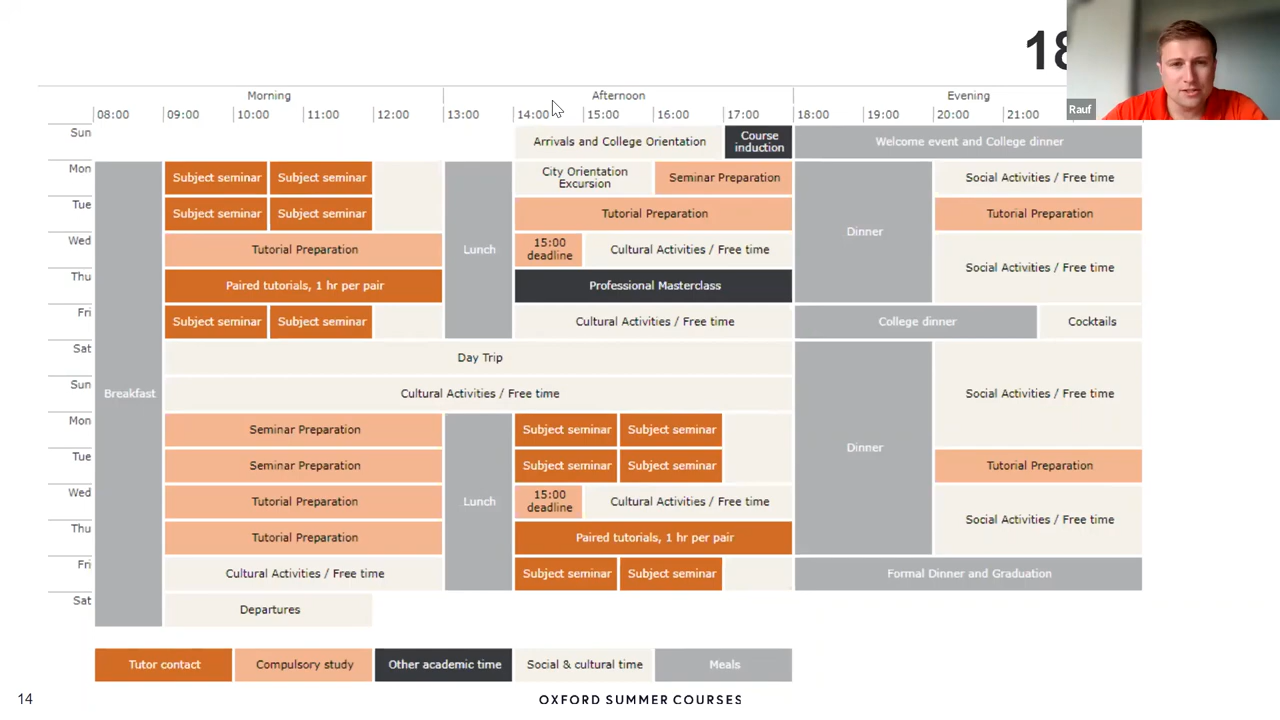 18
Rauf
Morning Afternoon Evening
08:00 09:00 10:00 11:00 12:00 13:00 14:00 15:00 16:00 17:00 18:00 19:00 20:00 21:00
Sun Arrivals and College Orientation Course induction Welcome event and College dinner
Mon Subject seminar Subject seminar City Orientation Excursion Seminar Preparation Social Activities / Free time
Tue Subject seminar Subject seminar Tutorial Preparation Tutorial Preparation
Dinner
Wed Tutorial Preparation Lunch 15:00 deadline Cultural Activities / Free time
Social Activities / Free time
Thu Paired tutorials, 1 hr per pair Professional Masterclass
Fri Subject seminar Subject seminar Cultural Activities / Free time College dinner Cocktails
Sat Day Trip
Sun Breakfast Cultural Activities / Free time Social Activities / Free time
Mon Seminar Preparation Subject seminar Subject seminar
Dinner
Tue Seminar Preparation Subject seminar Subject seminar Tutorial Preparation
Wed Tutorial Preparation Lunch 15:00 deadline Cultural Activities / Free time
Social Activities / Free time
Thu Tutorial Preparation Paired tutorials, 1 hr per pair
Fri Cultural Activities / Free time Subject seminar Subject seminar Formal Dinner and Graduation
Sat Departures
Tutor contact Compulsory study Other academic time Social & cultural time Meals
14 OXFORD SUMMER COURSES